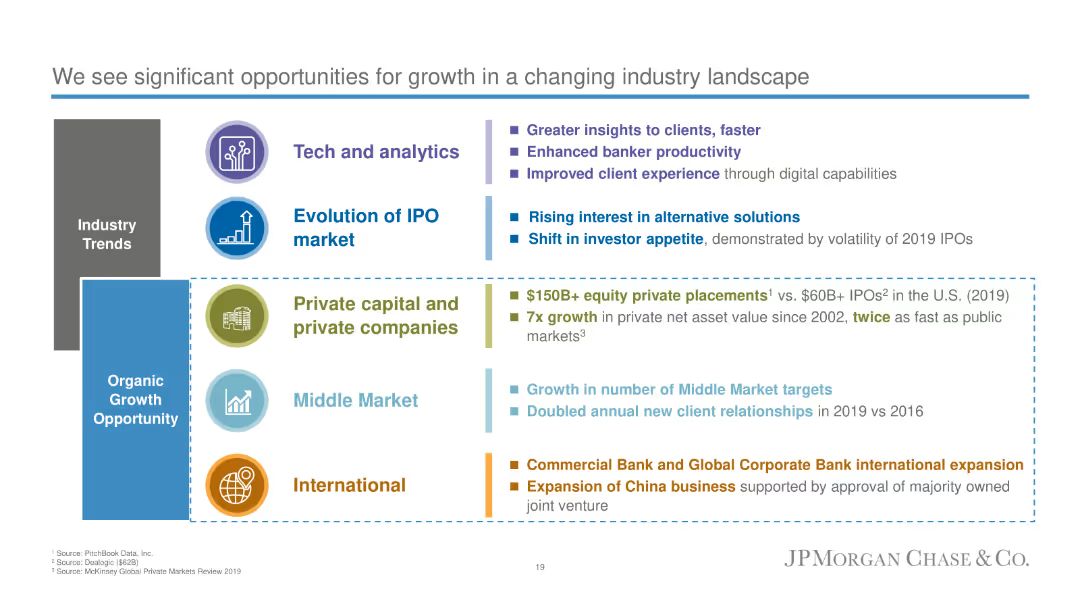 We see significant opportunities for growth in a changing industry landscape
Industry
Trends
Tech and analytics
■ Greater insights to clients, faster
■ Enhanced banker productivity
■ Improved client experience through digital capabilities
Evolution of IPO
market
■ Rising interest in alternative solutions
■ Shift in investor appetite, demonstrated by volatility of 2019 IPOs
Organic
Growth
Opportunity
Private capital and
private companies
■ $150B+ equity private placements¹ vs. $60B+ IPOs² in the U.S. (2019)
■ 7x growth in private net asset value since 2002, twice as fast as public
markets³
Middle Market
■ Growth in number of Middle Market targets
■ Doubled annual new client relationships in 2019 vs 2016
International
■ Commercial Bank and Global Corporate Bank international expansion
■ Expansion of China business supported by approval of majority owned
joint venture
¹ Source: PitchBook Data, Inc.
² Source: Dealogic ($62B)
³ Source: McKinsey Global Private Markets Review 2019
19
JPMORGAN CHASE & CO.